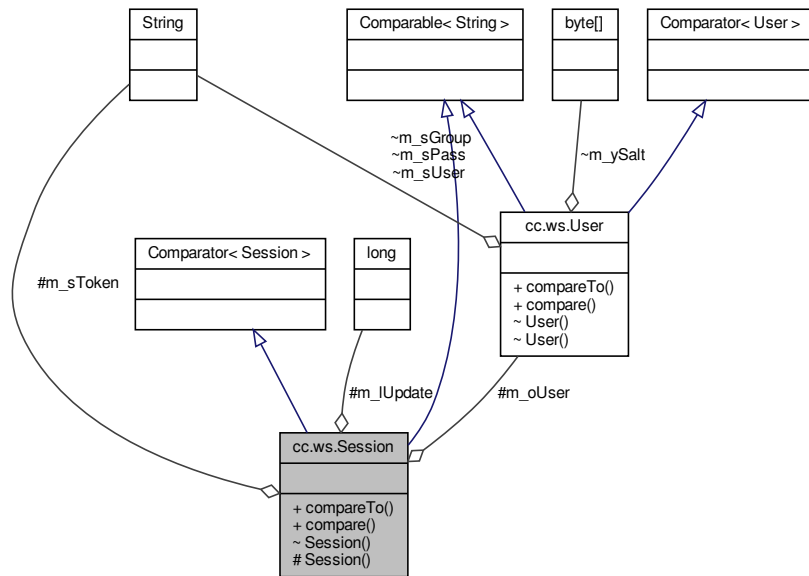 String
Comparable< String >
byte[]
Comparator< User >
~m_sGroup
~m_sPass
~m_sUser
~m_ySalt
cc.ws.User
+ compareTo()
+ compare()
~ User()
~ User()
Comparator< Session >
long
#m_sToken
#m_lUpdate
#m_oUser
cc.ws.Session
+ compareTo()
+ compare()
~ Session()
# Session()